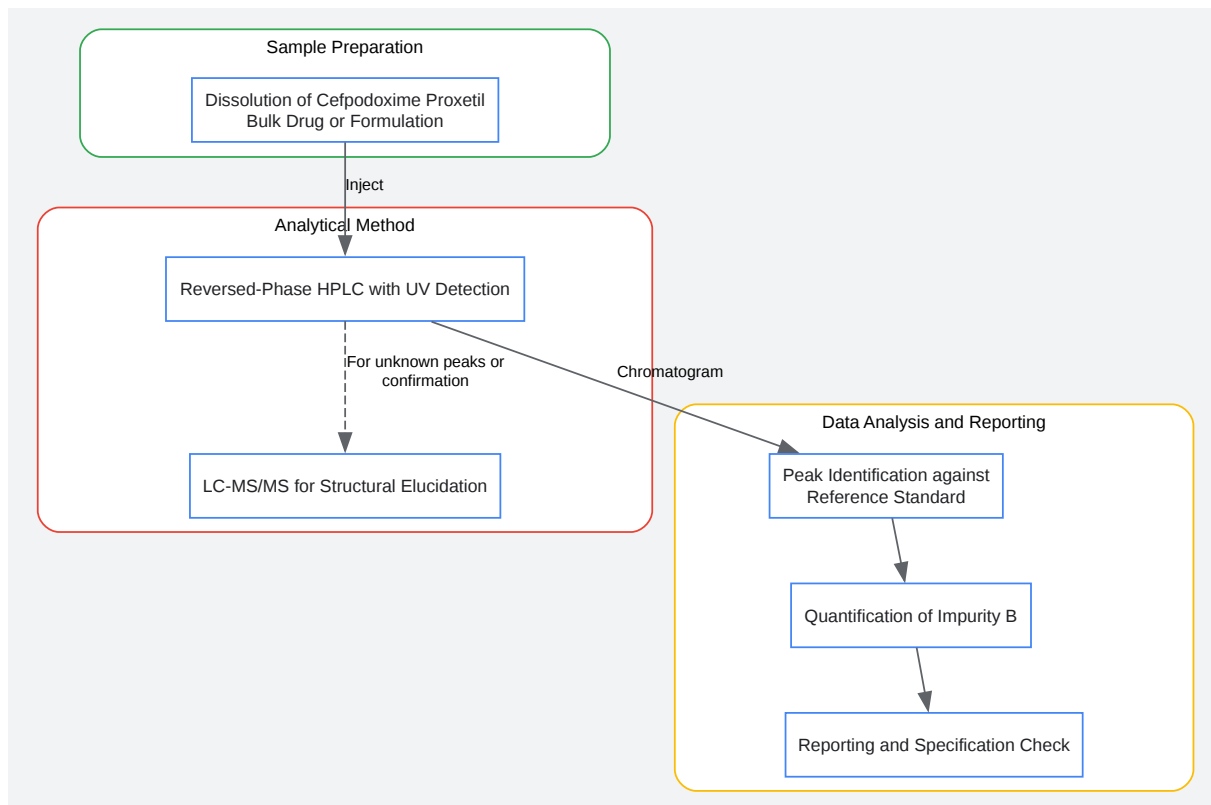 Sample Preparation
Dissolution of Cefpodoxime Proxetil
Bulk Drug or Formulation
Inject
Analytical Method
Reversed-Phase HPLC with UV Detection
For unknown peaks or
confirmation
Chromatogram
LC-MS/MS for Structural Elucidation
Data Analysis and Reporting
Peak Identification against
Reference Standard
Quantification of Impurity B
Reporting and Specification Check